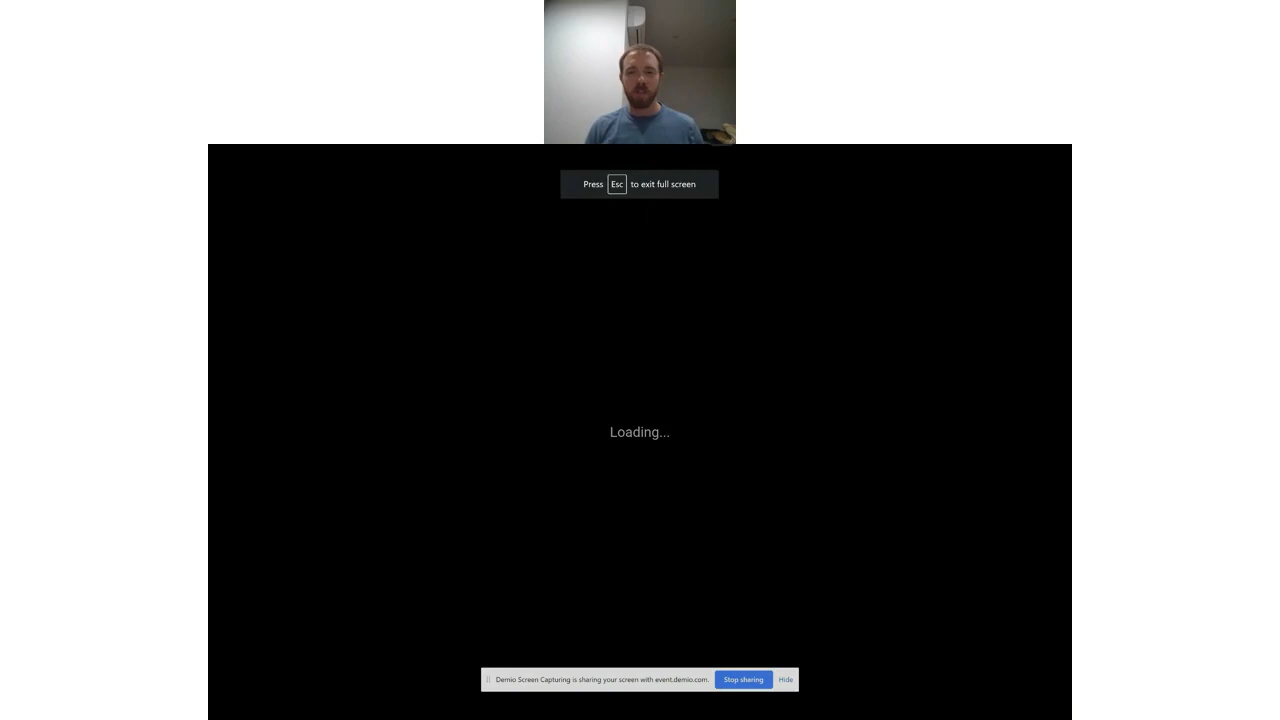 Press Esc to exit full screen
Loading...
Demio Screen Capturing is sharing your screen with event.demio.com. Stop sharing Hide